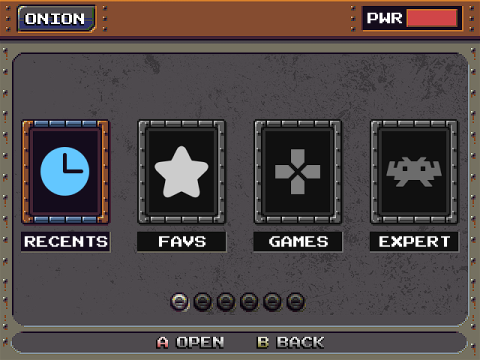 ONION
PWR
RECENTS
FAVS
GAMES
EXPERT
A OPEN B BACK